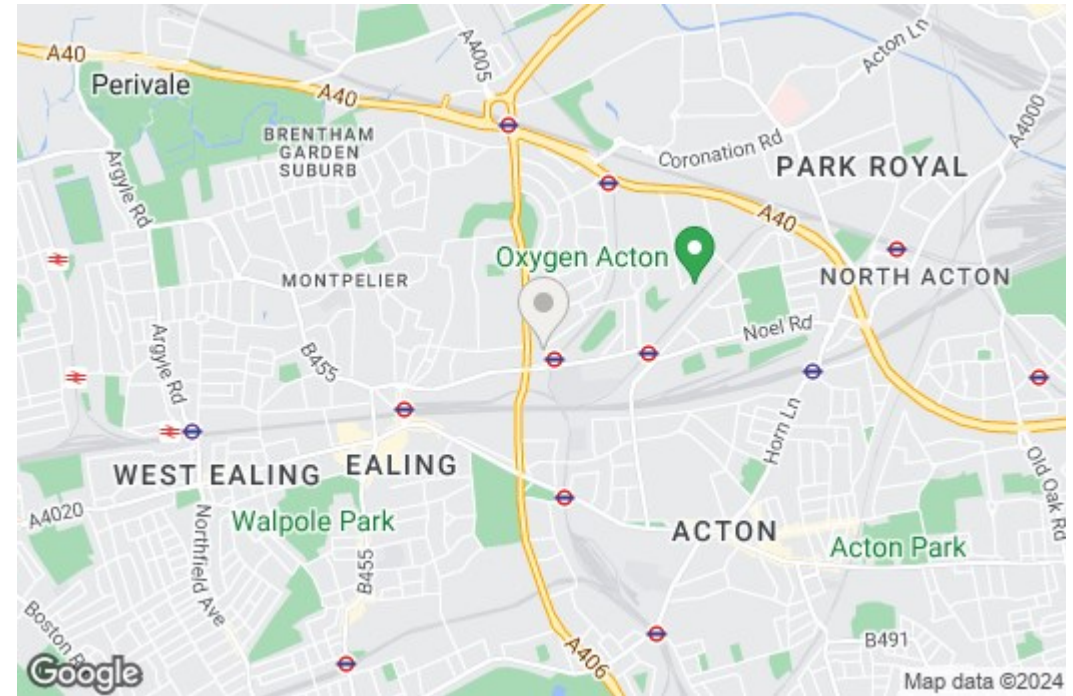 A40
A4005
Acton Ln
Perivale
A40
A4000
BRENTHAM
GARDEN
SUBURB
Coronation Rd
PARK ROYAL
Argyle Rd
A40
Oxygen Acton
MONTPELIER
NORTH ACTON
Noel Rd
Argyle Rd
B455
Horn Ln
WEST EALING
EALING
Old Oak Rd
A4020
Walpole Park
ACTON
Acton Park
Northfield Ave
B455
Boston R
A406
B491
Google
Map data ©2024